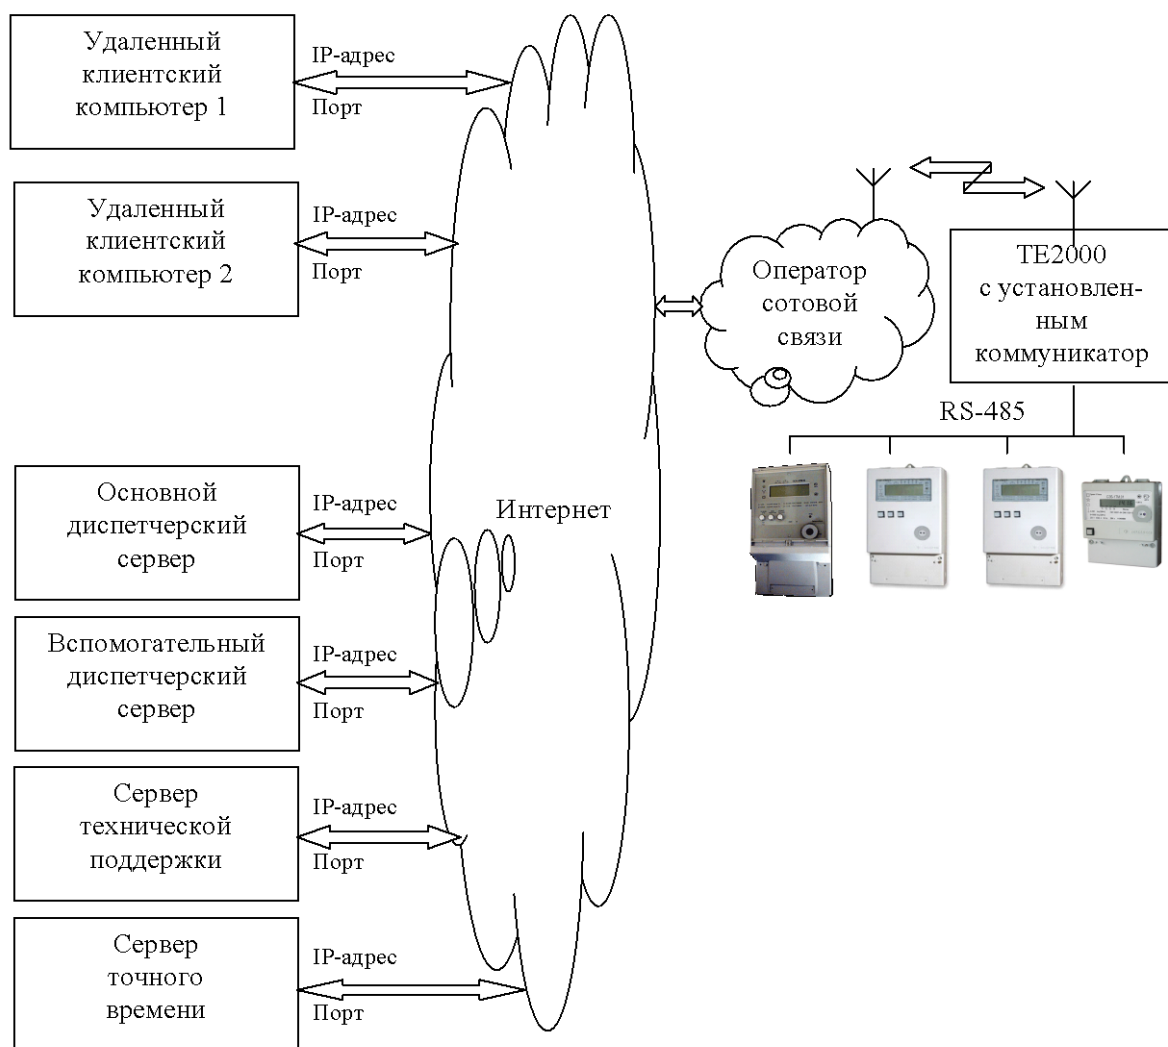 Удаленный
клиентский
компьютер 1
IP-адрес
Порт
Удаленный
клиентский
компьютер 2
IP-адрес
Порт
Основной
диспетчерский
сервер
IP-адрес
Порт
Вспомогательный
диспетчерский
сервер
IP-адрес
Порт
Сервер
технической
поддержки
IP-адрес
Порт
Сервер
точного
времени
IP-адрес
Порт
Интернет
Оператор
сотовой
связи
TE2000
с установлен-
ным
коммуникатор
RS-485